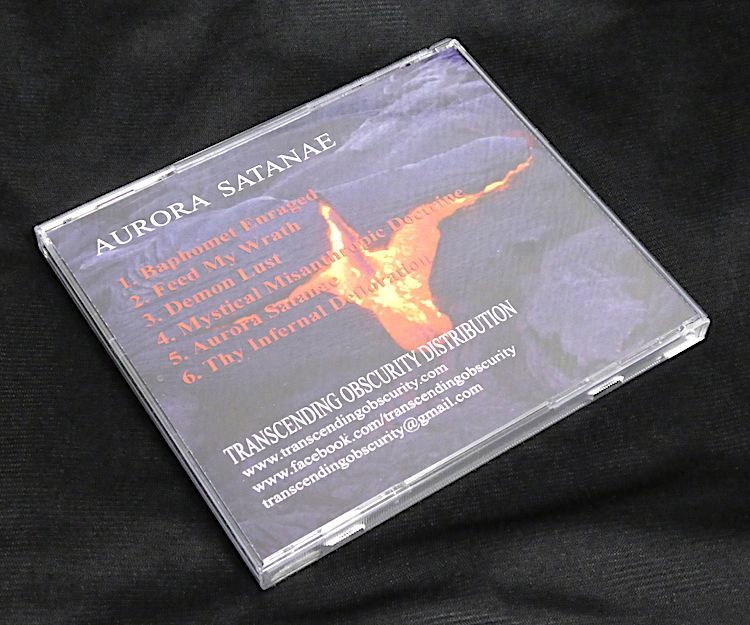 AURORA SATANAE
1. Baphomet Enraged
2. Feed My Wrath
3. Demon Lust
4. Mystical Misanthropic Doctrine
5. Aurora Satanae
6. Thy Infernal Defloration
TRANSCENDING OBSCURITY DISTRIBUTION
www.transcendingobscurity.com
www.facebook.com/transcendingobscurity
transcendingobscurity@gmail.com